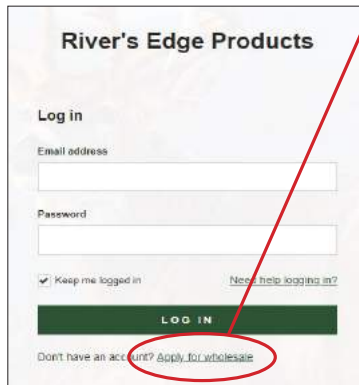 River's Edge Products
Log in
Email address
Password
Keep me logged in Need help logging in?
LOG IN
Don't have an account? Apply for wholesale